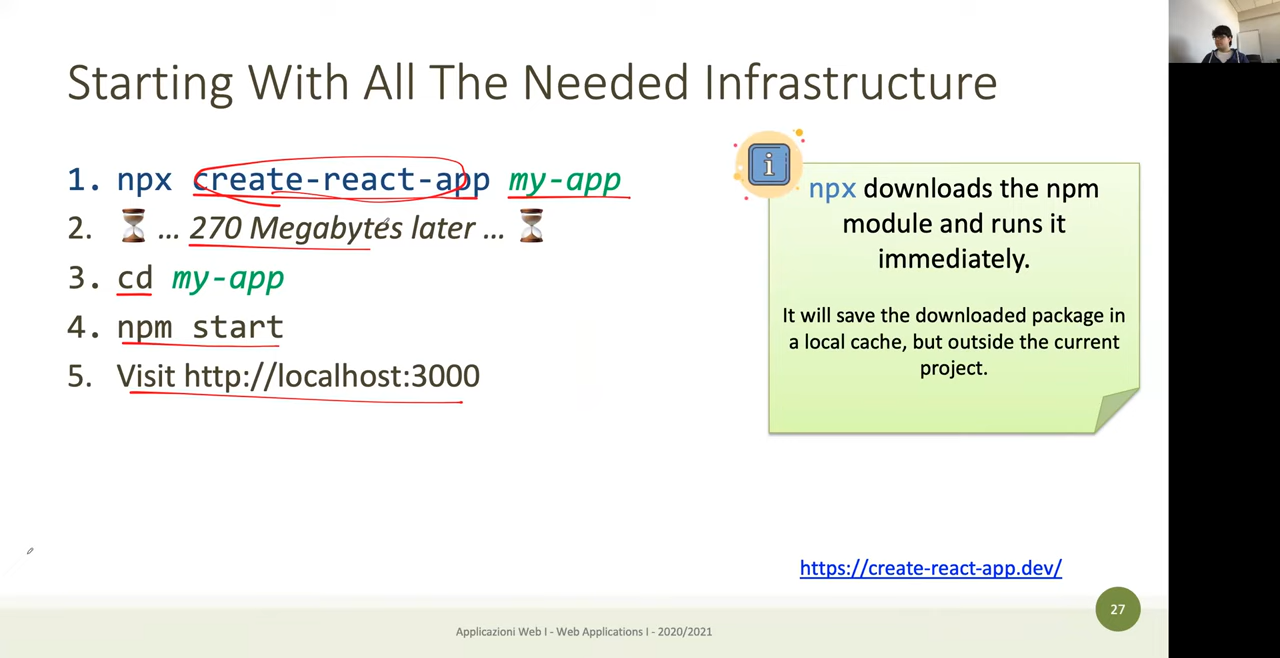 Starting With All The Needed Infrastructure
1. npx create-react-app my-app
2. ⏳ … 270 Megabytes later … ⏳
3. cd my-app
4. npm start
5. Visit http://localhost:3000
i
npx downloads the npm
module and runs it
immediately.
It will save the downloaded package in
a local cache, but outside the current
project.
https://create-react-app.dev/
27
Applicazioni Web I - Web Applications I - 2020/2021